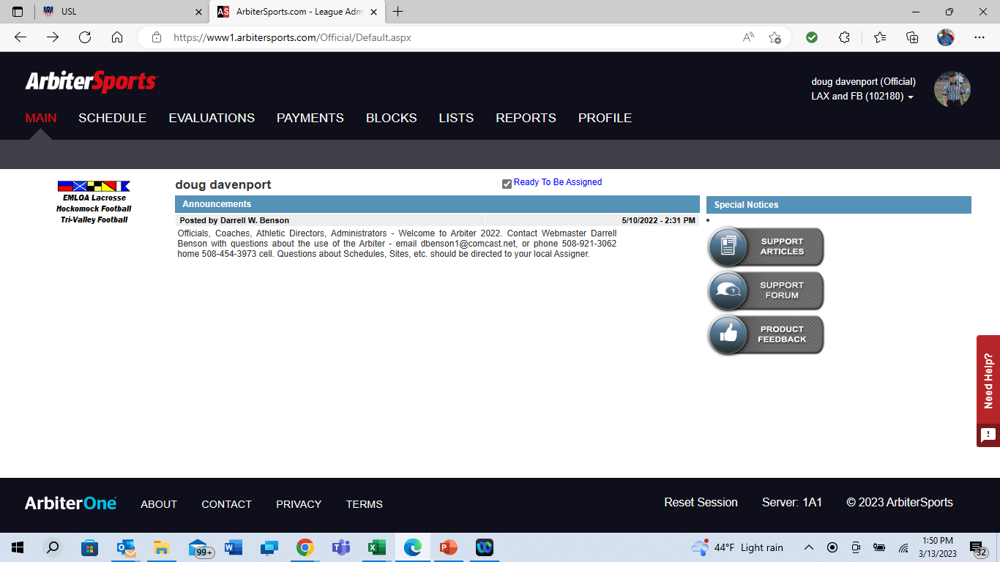 USL
ArbiterSports.com - League Adm
https://www1.arbitersports.com/Official/Default.aspx
ArbiterSports
doug davenport (Official)
LAX and FB (102180)
MAIN SCHEDULE EVALUATIONS PAYMENTS BLOCKS LISTS REPORTS PROFILE
EMLOA Lacrosse
Hockomock Football
Tri-Valley Football
doug davenport
Ready To Be Assigned
Announcements
Posted by Darrell W. Benson 5/10/2022 - 2:31 PM
Officials, Coaches, Athletic Directors, Administrators - Welcome to Arbiter 2022. Contact Webmaster Darrell
Benson with questions about the use of the Arbiter - email dbenson1@comcast.net, or phone 508-921-3062
home 508-454-3973 cell. Questions about Schedules, Sites, etc. should be directed to your local Assigner.
Special Notices
SUPPORT
ARTICLES
SUPPORT
FORUM
PRODUCT
FEEDBACK
Need Help?
ArbiterOne ABOUT CONTACT PRIVACY TERMS Reset Session Server: 1A1 © 2023 ArbiterSports
99+
44°F Light rain
1:50 PM
3/13/2023
32